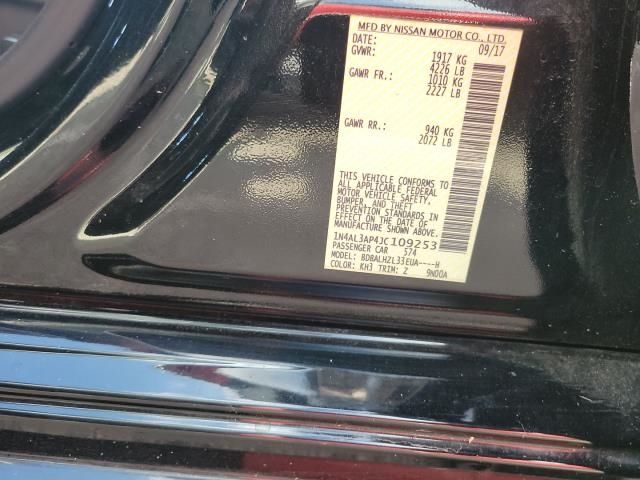 MFD BY NISSAN MOTOR CO., LTD.
DATE: 09/17
GVWR: 1917 KG
4226 LB
GAWR FR.: 1010 KG
2227 LB
GAWR RR.: 940 KG
2072 LB
THIS VEHICLE CONFORMS TO
ALL APPLICABLE FEDERAL
MOTOR VEHICLE SAFETY,
BUMPER, AND THEFT
PREVENTION STANDARDS IN
EFFECT ON THE DATE OF
MANUFACTURE SHOWN ABOVE.
1N4AL3AP4JC109253
PASSENGER CAR 574
MODEL: BDBALHZL33EUA----H
COLOR: KH3 TRIM: Z 9N00A